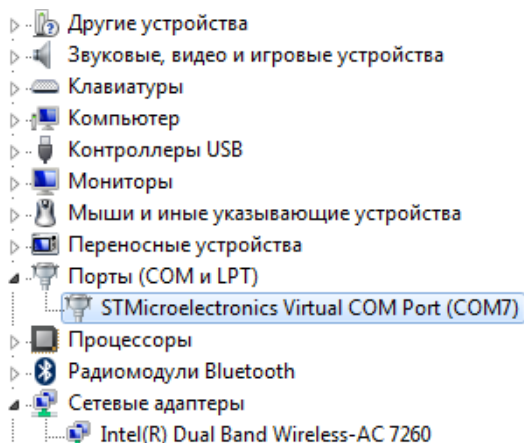 Другие устройства
Звуковые, видео и игровые устройства
Клавиатуры
Компьютер
Контроллеры USB
Мониторы
Мыши и иные указывающие устройства
Переносные устройства
Порты (COM и LPT)
STMicroelectronics Virtual COM Port (COM7)
Процессоры
Радиомодули Bluetooth
Сетевые адаптеры
Intel(R) Dual Band Wireless-AC 7260